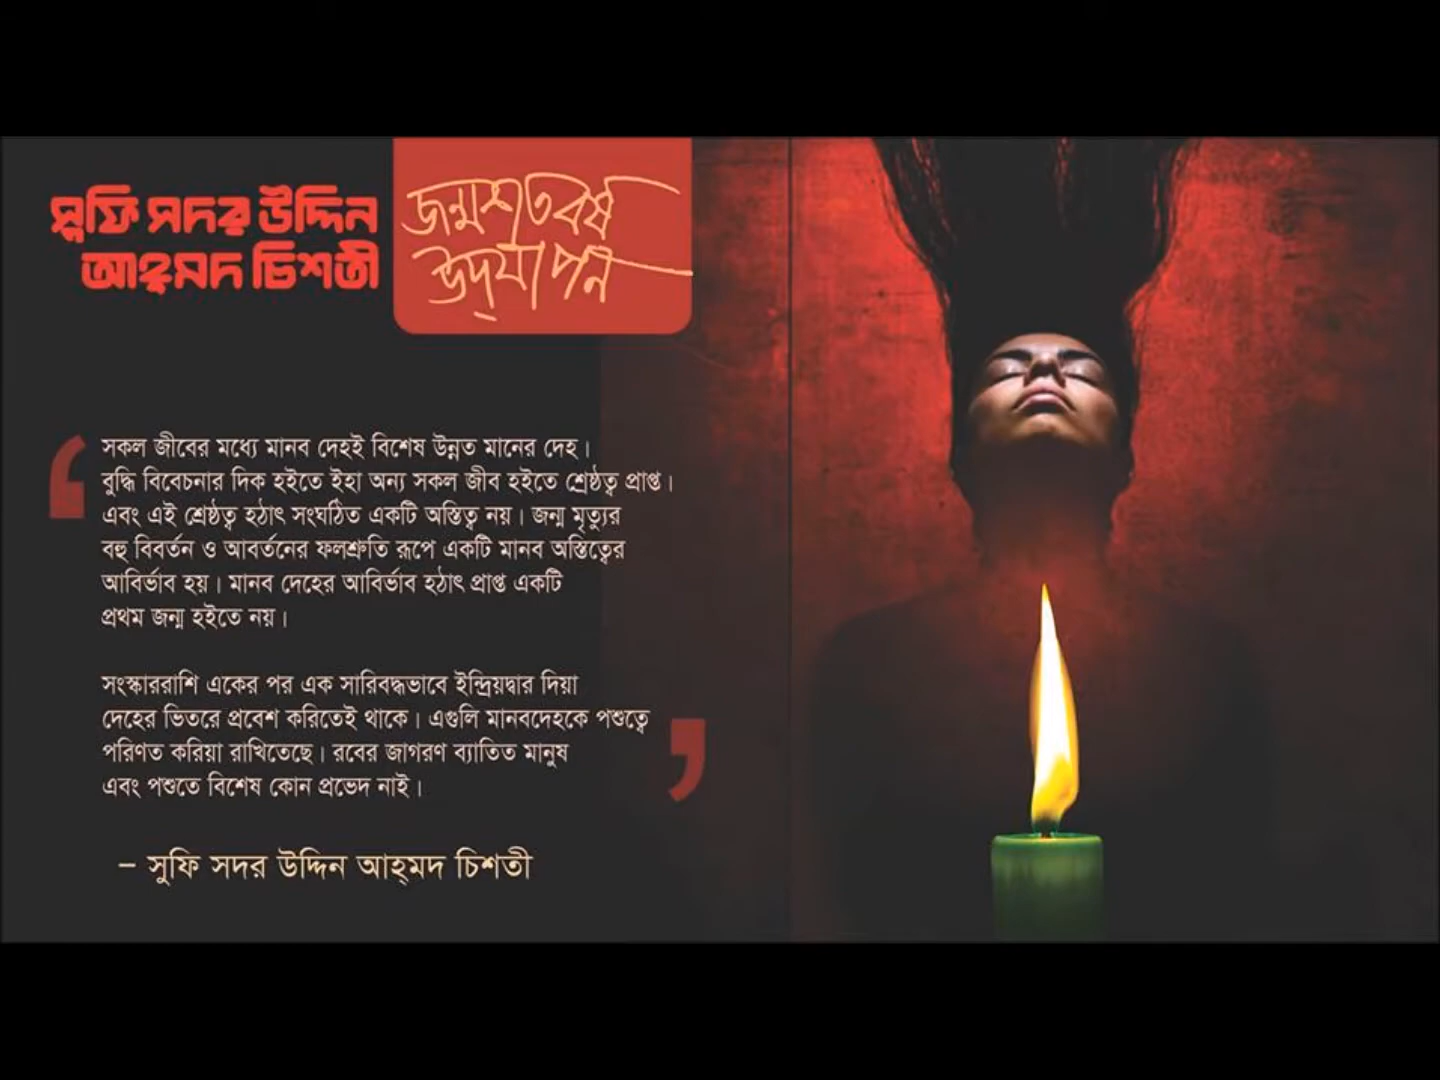 সুফি সদর উদ্দিন
আহ্‌মদ চিশতী
জন্মশতবর্ষ
উদ্‌যাপন
‘
সকল জীবের মধ্যে মানব দেহই বিশেষ উন্নত মানের দেহ।
বুদ্ধি বিবেচনার দিক হইতে ইহা অন্য সকল জীব হইতে শ্রেষ্ঠত্ব প্রাপ্ত।
এবং এই শ্রেষ্ঠত্ব হঠাৎ সংঘঠিত একটি অস্তিত্ব নয়। জন্ম মৃত্যুর
বহু বিবর্তন ও আবর্তনের ফলশ্রুতি রূপে একটি মানব অস্তিত্বের
আবির্ভাব হয়। মানব দেহের আবির্ভাব হঠাৎ প্রাপ্ত একটি
প্রথম জন্ম হইতে নয়।
সংস্কাররাশি একের পর এক সারিবদ্ধভাবে ইন্দ্রিয়দ্বার দিয়া
দেহের ভিতরে প্রবেশ করিতেই থাকে। এগুলি মানবদেহকে পশুত্বে
পরিণত করিয়া রাখিতেছে। রবের জাগরণ ব্যাতিত মানুষ
এবং পশুতে বিশেষ কোন প্রভেদ নাই।
’
– সুফি সদর উদ্দিন আহ্‌মদ চিশতী